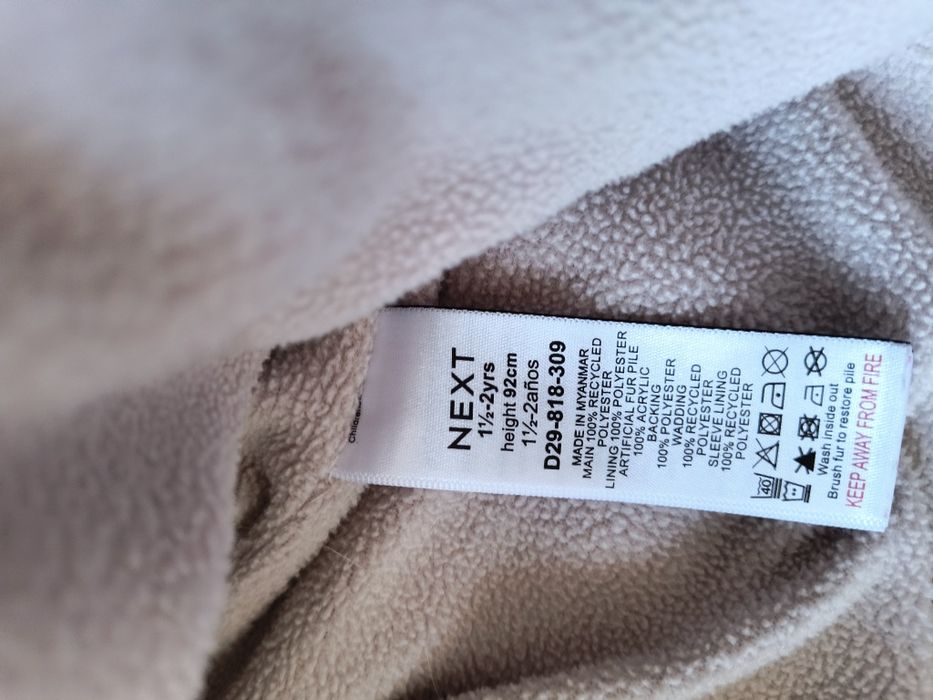 NEXT
1½-2yrs
height 92cm
1½-2años
D29-818-309
MADE IN MYANMAR
MAIN 100% RECYCLED
POLYESTER
LINING 100% POLYESTER
ARTIFICIAL FUR PILE
100% ACRYLIC
BACKING
100% POLYESTER
WADDING
100% RECYCLED
POLYESTER
SLEEVE LINING
100% RECYCLED
POLYESTER
40
Wash inside out
Brush fur to restore pile
KEEP AWAY FROM FIRE